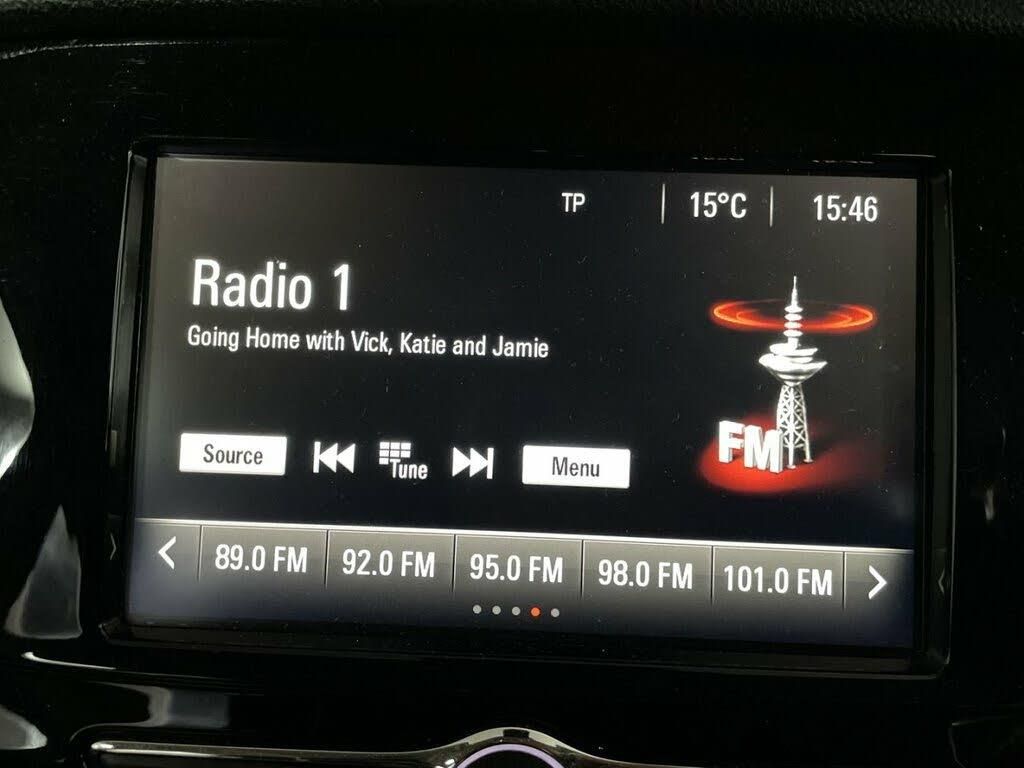 TP 15°C 15:46
Radio 1
Going Home with Vick, Katie and Jamie
Source Tune Menu
FM
89.0 FM 92.0 FM 95.0 FM 98.0 FM 101.0 FM